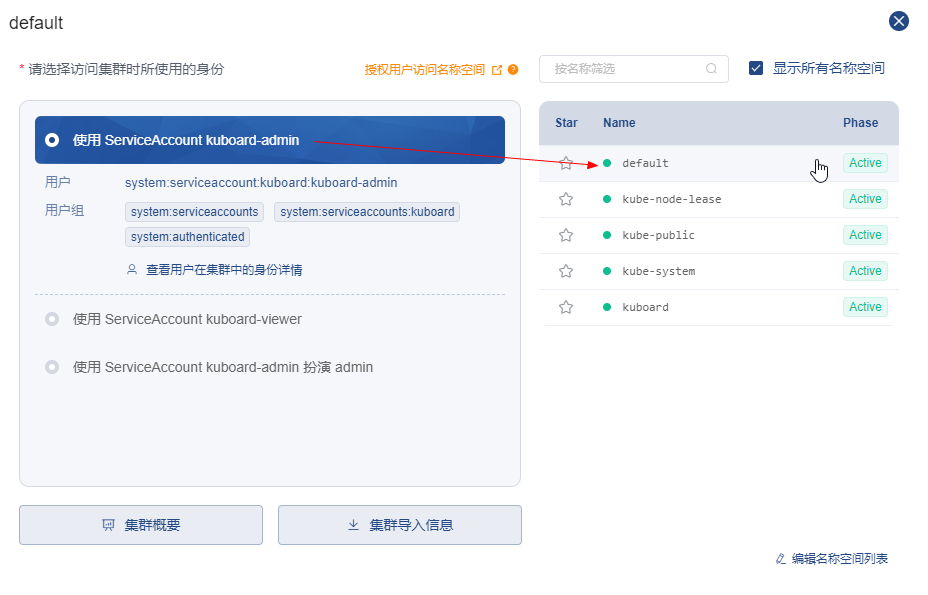 default
* 请选择访问集群时所使用的身份
授权用户访问名称空间
按名称筛选
显示所有名称空间
使用 ServiceAccount kuboard-admin
用户
system:serviceaccount:kuboard:kuboard-admin
用户组
system:serviceaccounts
system:serviceaccounts:kuboard
system:authenticated
查看用户在集群中的身份详情
使用 ServiceAccount kuboard-viewer
使用 ServiceAccount kuboard-admin 扮演 admin
集群概要
集群导入信息
Star Name Phase
default Active
kube-node-lease Active
kube-public Active
kube-system Active
kuboard Active
编辑名称空间列表